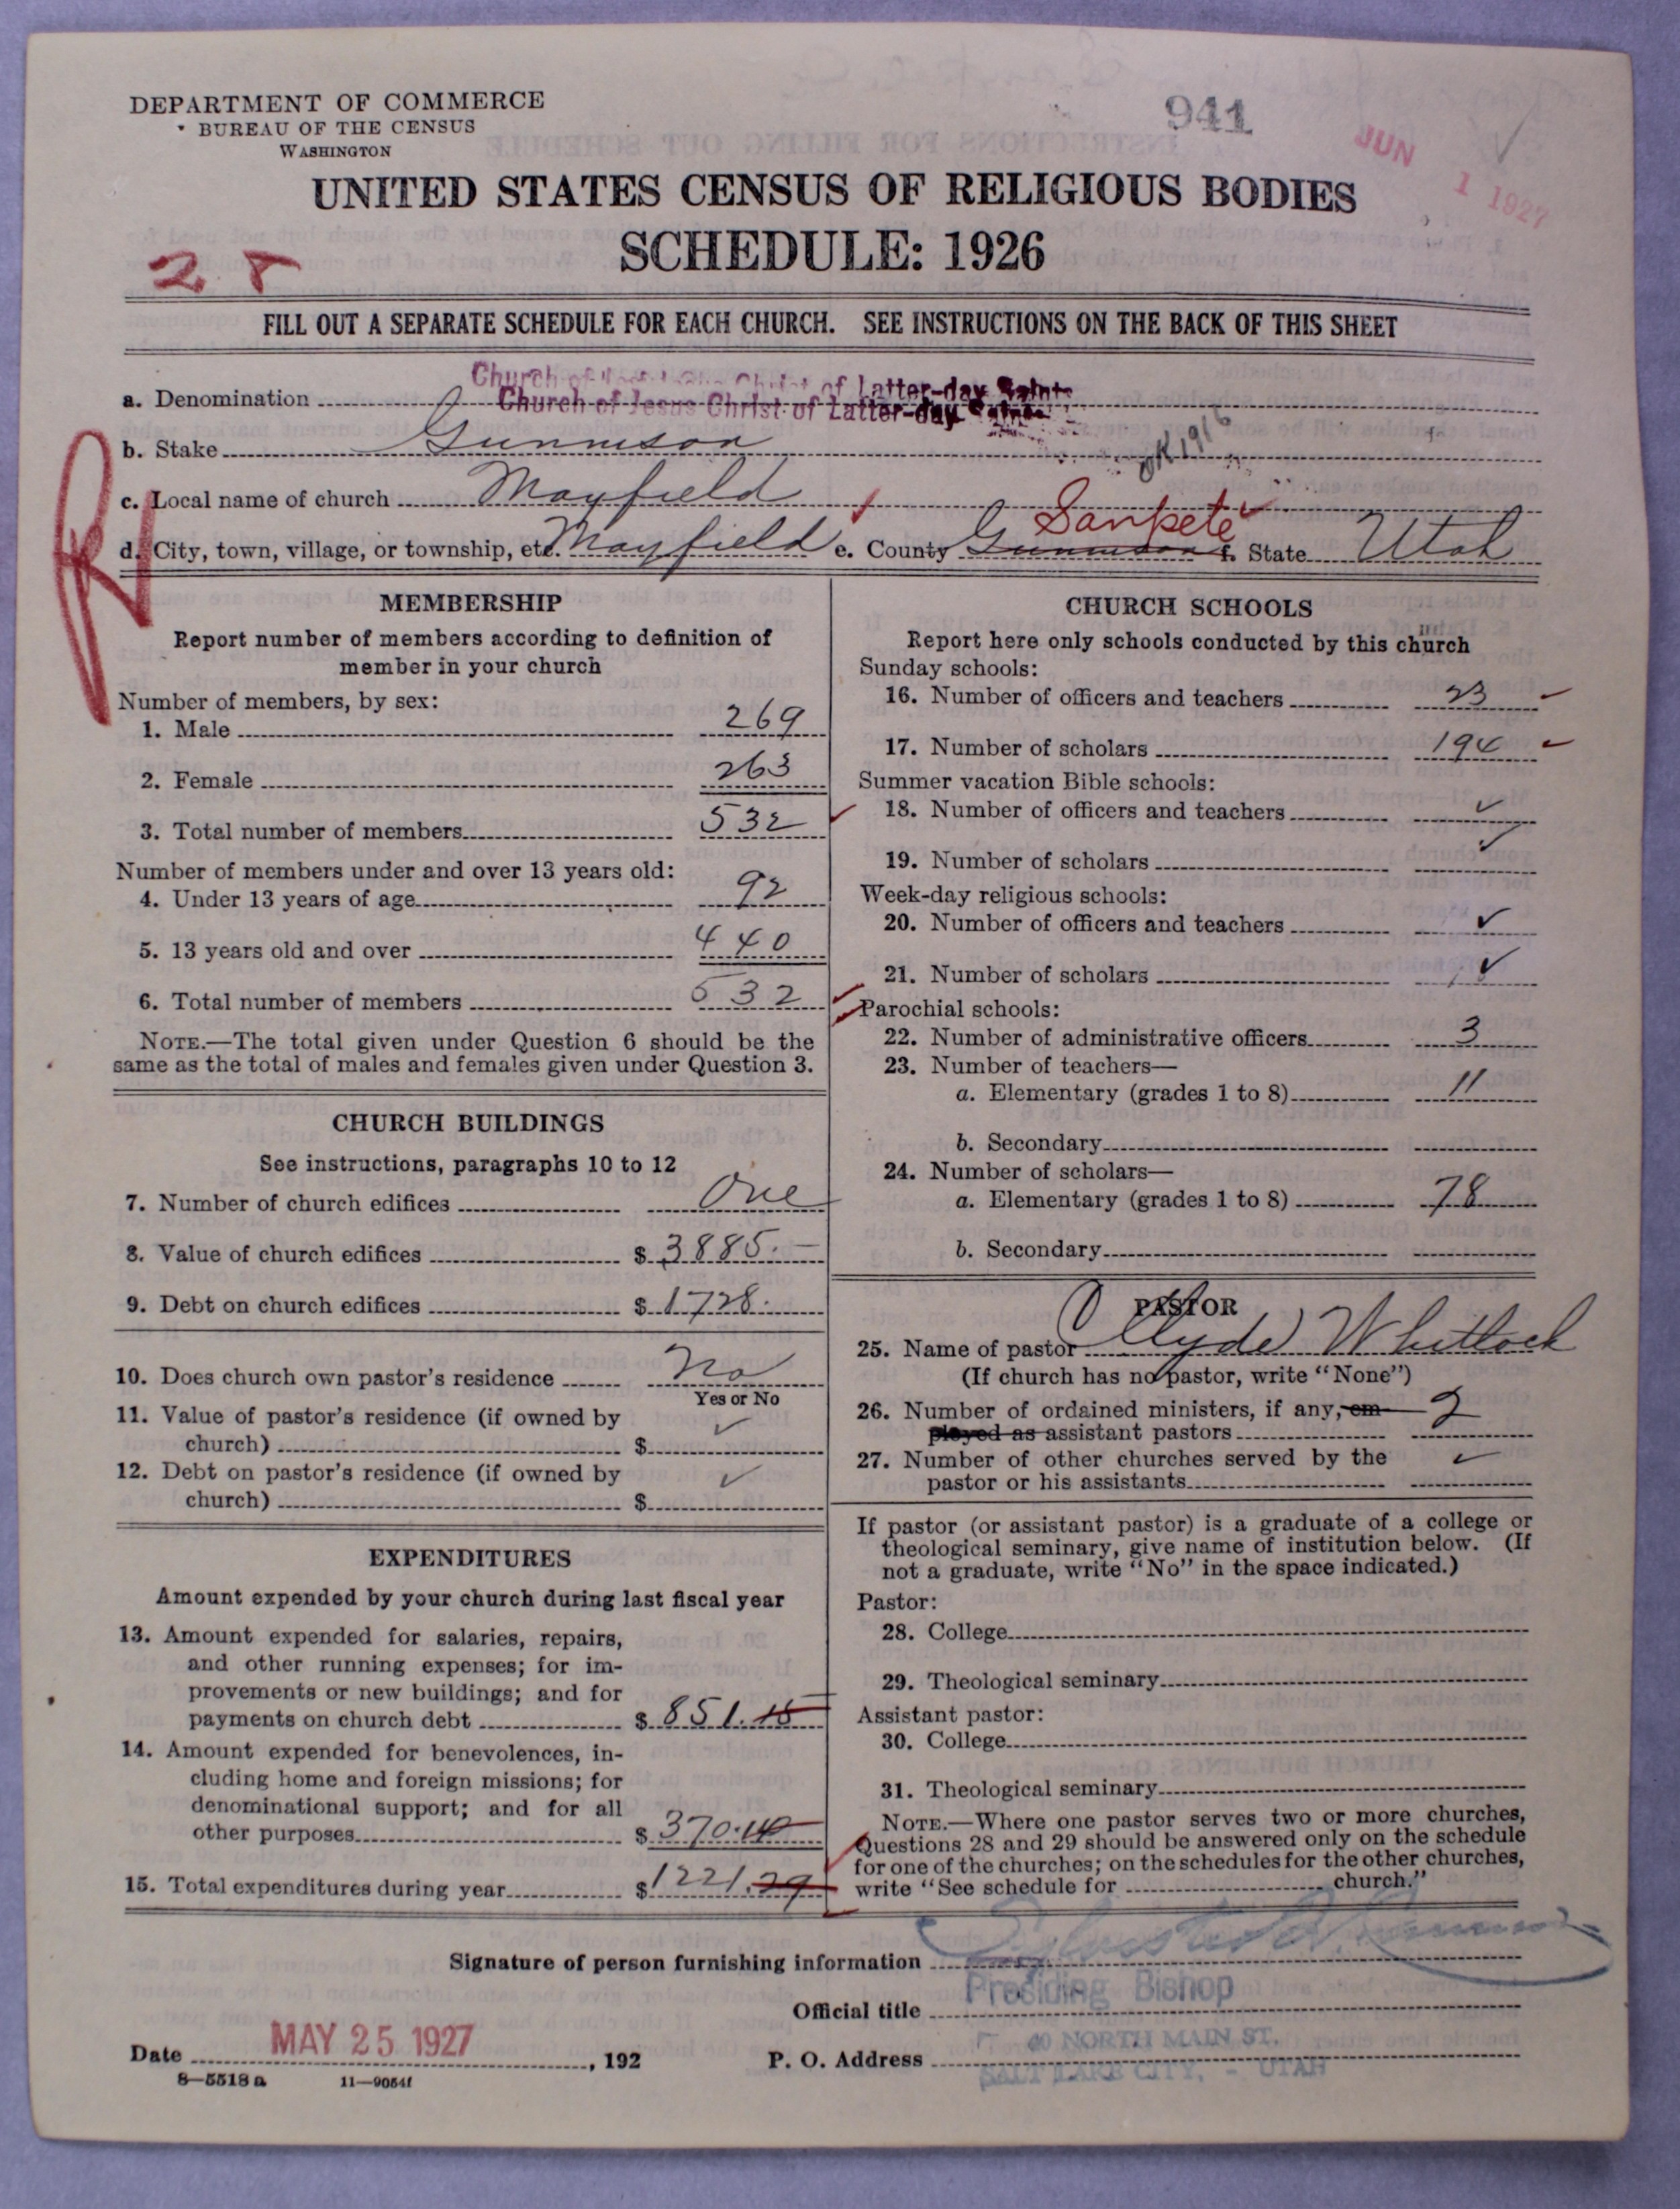 DEPARTMENT OF COMMERCE
BUREAU OF THE CENSUS
WASHINGTON
941
JUN 1 1927
UNITED STATES CENSUS OF RELIGIOUS BODIES
SCHEDULE: 1926
28
FILL OUT A SEPARATE SCHEDULE FOR EACH CHURCH. SEE INSTRUCTIONS ON THE BACK OF THIS SHEET
Church of Jesus Christ of Latter-day Saints
a. Denomination Church of Jesus Christ of Latter-day Saints
b. Stake Gunnison
OK 1916
c. Local name of church Mayfield
d. City, town, village, or township, etc. Mayfield e. County Gunnison Sanpete f. State Utah
MEMBERSHIP
Report number of members according to definition of
member in your church
Number of members, by sex:
1. Male 269
2. Female 263
3. Total number of members 532
Number of members under and over 13 years old:
4. Under 13 years of age 92
5. 13 years old and over 440
6. Total number of members 532
NOTE.—The total given under Question 6 should be the
same as the total of males and females given under Question 3.
CHURCH BUILDINGS
See instructions, paragraphs 10 to 12
7. Number of church edifices One
8. Value of church edifices $ 3885.—
9. Debt on church edifices $ 1728.
10. Does church own pastor's residence No
Yes or No
11. Value of pastor's residence (if owned by
church) $ ✓
12. Debt on pastor's residence (if owned by
church) $ ✓
EXPENDITURES
Amount expended by your church during last fiscal year
13. Amount expended for salaries, repairs,
and other running expenses; for im-
provements or new buildings; and for
payments on church debt $ 851.15
14. Amount expended for benevolences, in-
cluding home and foreign missions; for
denominational support; and for all
other purposes $ 370.14
15. Total expenditures during year $ 1221.29
CHURCH SCHOOLS
Report here only schools conducted by this church
Sunday schools:
16. Number of officers and teachers 23
17. Number of scholars 194
Summer vacation Bible schools:
18. Number of officers and teachers ✓
19. Number of scholars ✓
Week-day religious schools:
20. Number of officers and teachers ✓
21. Number of scholars ✓
Parochial schools:
22. Number of administrative officers 3
23. Number of teachers—
a. Elementary (grades 1 to 8) 11
b. Secondary
24. Number of scholars—
a. Elementary (grades 1 to 8) 78
b. Secondary
PASTOR
25. Name of pastor Clyde Whitlock
(If church has no pastor, write "None")
26. Number of ordained ministers, if any, em-
ployed as assistant pastors 2
27. Number of other churches served by the
pastor or his assistants ✓
If pastor (or assistant pastor) is a graduate of a college or
theological seminary, give name of institution below. (If
not a graduate, write "No" in the space indicated.)
Pastor:
28. College
29. Theological seminary
Assistant pastor:
30. College
31. Theological seminary
NOTE.—Where one pastor serves two or more churches,
Questions 28 and 29 should be answered only on the schedule
for one of the churches; on the schedules for the other churches,
write "See schedule for church."
Signature of person furnishing information
Official title Presiding Bishop
Date MAY 25 1927, 192
P. O. Address 40 NORTH MAIN ST.
SALT LAKE CITY, - UTAH
8—5518 a 11—9054f